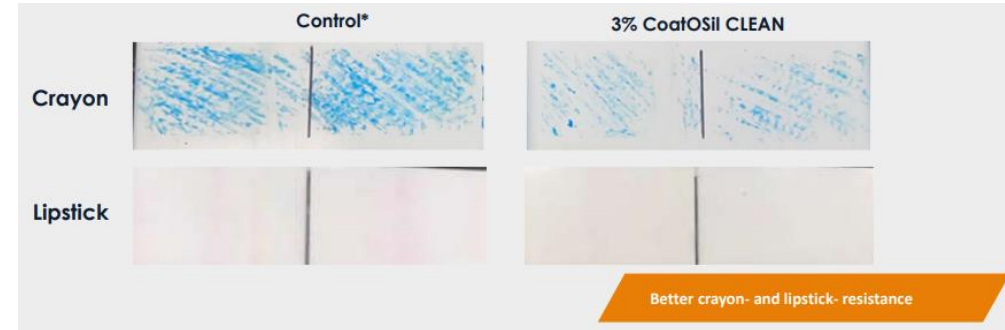 Control*
3% CoatOSil CLEAN
Crayon
Lipstick
Better crayon- and lipstick- resistance